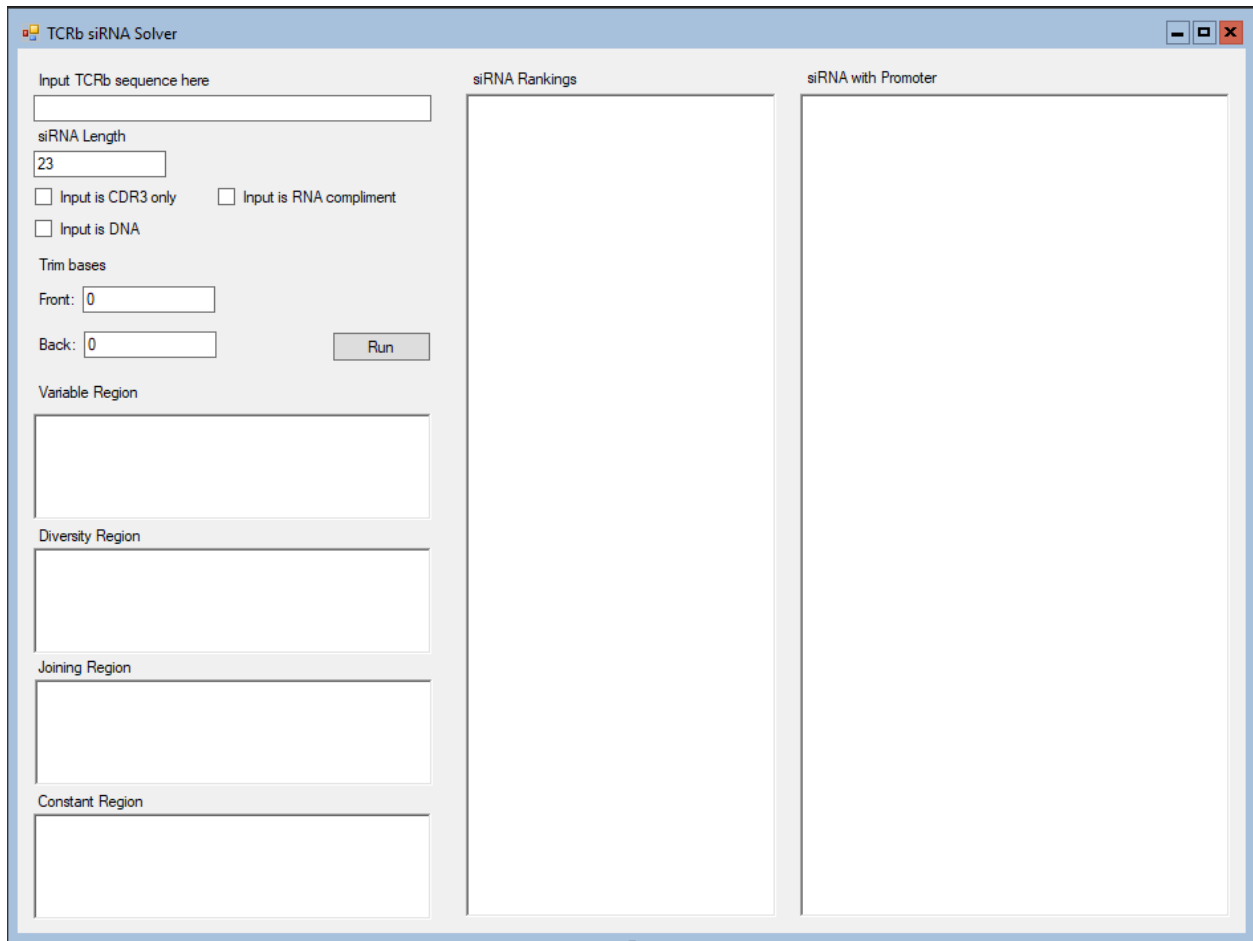 TCRb siRNA Solver
Input TCRb sequence here
siRNA Length
23
Input is CDR3 only
Input is RNA compliment
Input is DNA
Trim bases
Front: 0
Back: 0
Run
Variable Region
Diversity Region
Joining Region
Constant Region
siRNA Rankings
siRNA with Promoter